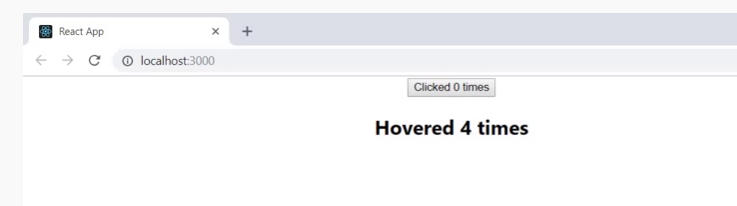 React App
localhost:3000
Clicked 0 times
Hovered 4 times